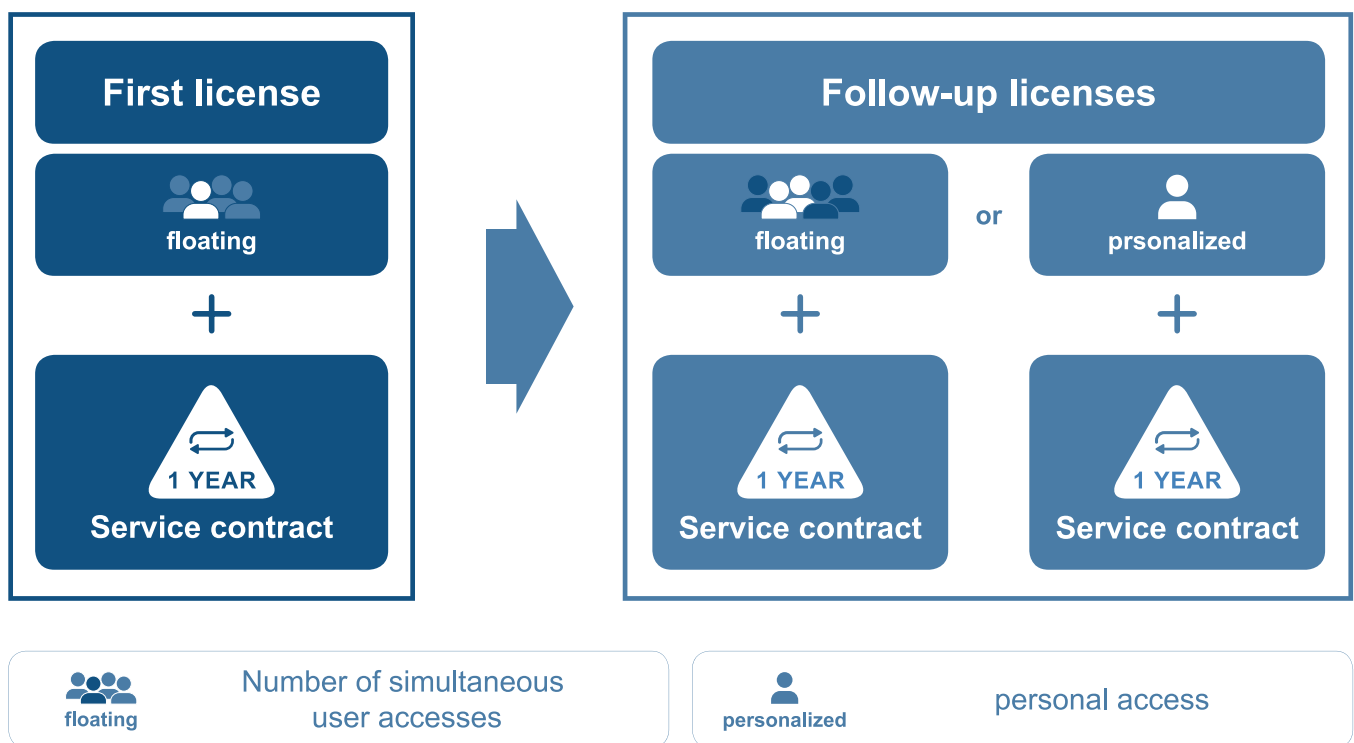 First license
floating
+
1 YEAR
Service contract
Follow-up licenses
floating
or
prsonalized
+
+
1 YEAR
Service contract
1 YEAR
Service contract
floating
Number of simultaneous
user accesses
personalized
personal access